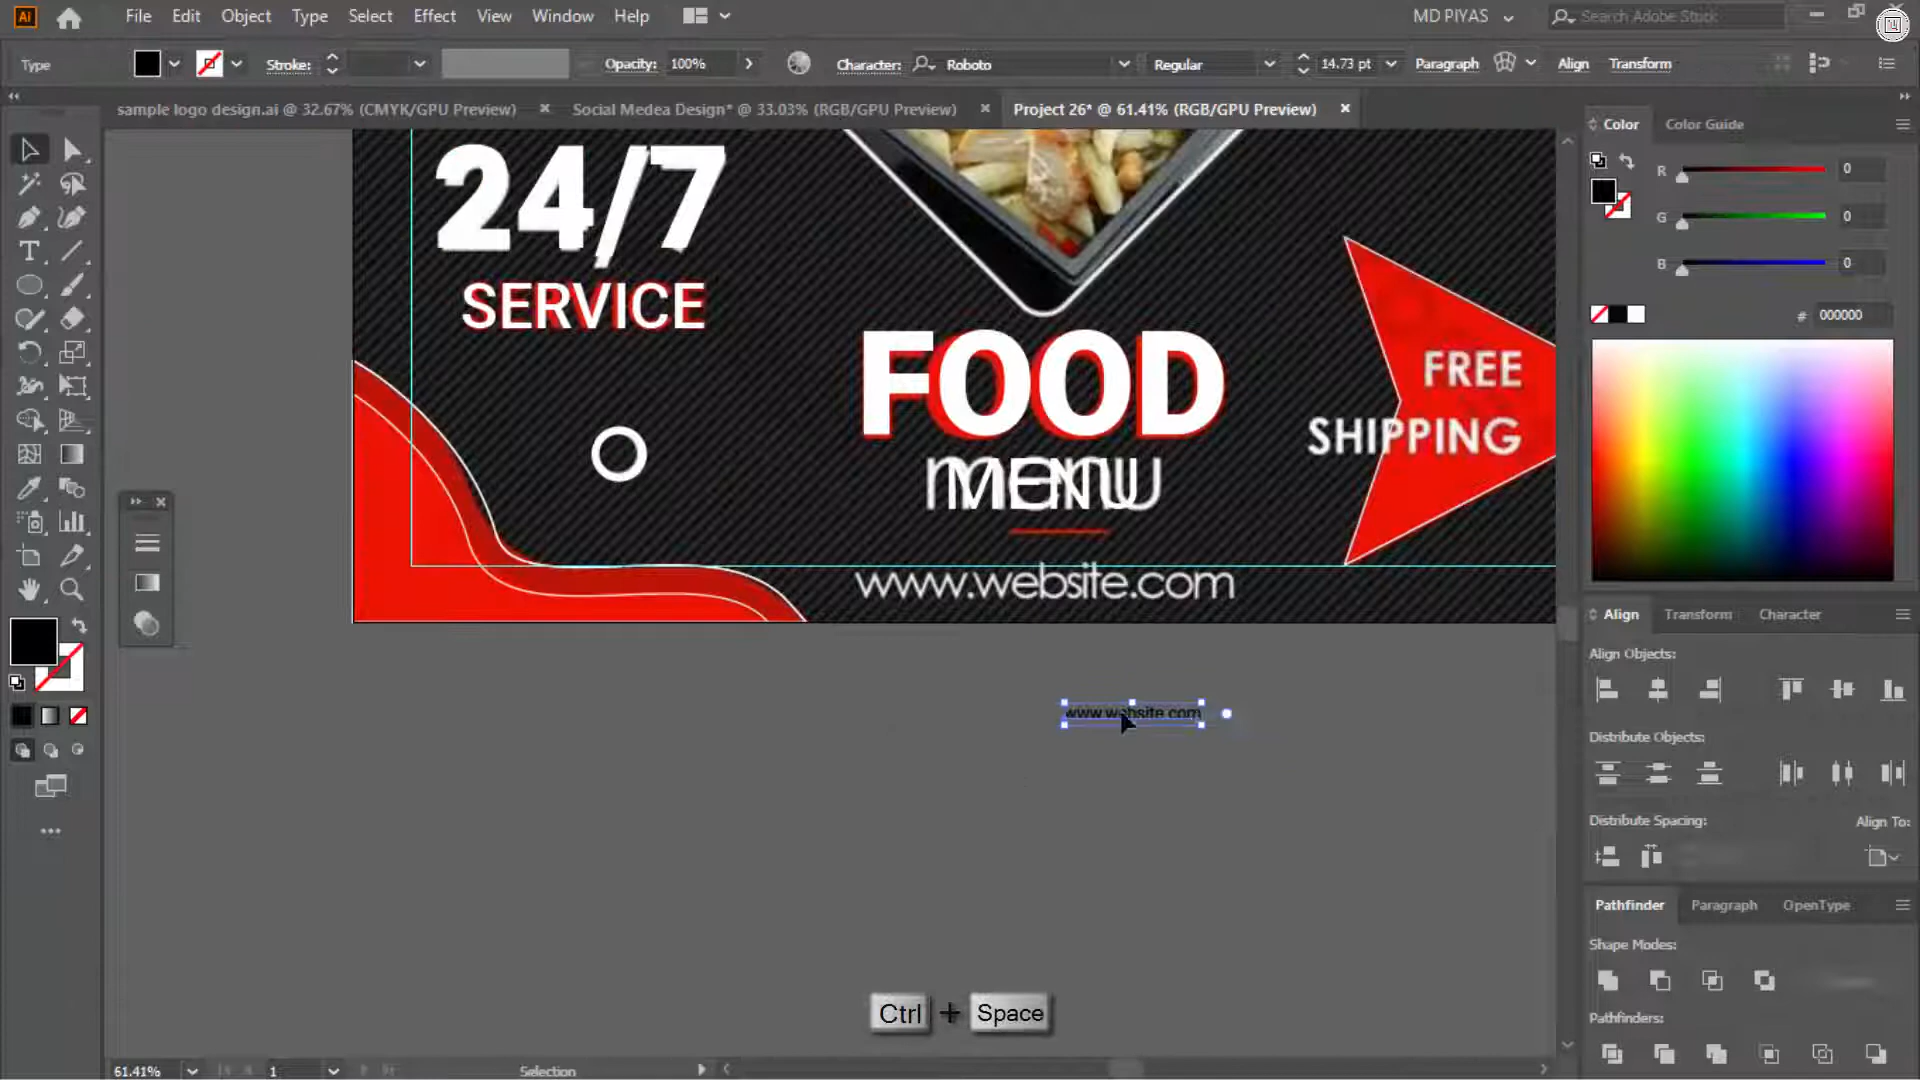 Ai File Edit Object Type Select Effect View Window Help MD PIYAS Search Adobe Stock
Type Stroke: Opacity: 100% Character: Roboto Regular 14.73 pt Paragraph Align Transform
sample logo design.ai @ 32.67% (CMYK/GPU Preview) Social Medea Design* @ 33.03% (RGB/GPU Preview) Project 26* @ 61.41% (RGB/GPU Preview)
Color Color Guide
R 0
G 0
B 0
# 000000
24/7
SERVICE
FOOD
MENU
FREE
SHIPPING
www.website.com
www.website.com
Align Transform Character
Align Objects:
Distribute Objects:
Distribute Spacing: Align To:
Pathfinder Paragraph OpenType
Shape Modes:
Pathfinders:
Ctrl + Space
61.41% 1 Selection